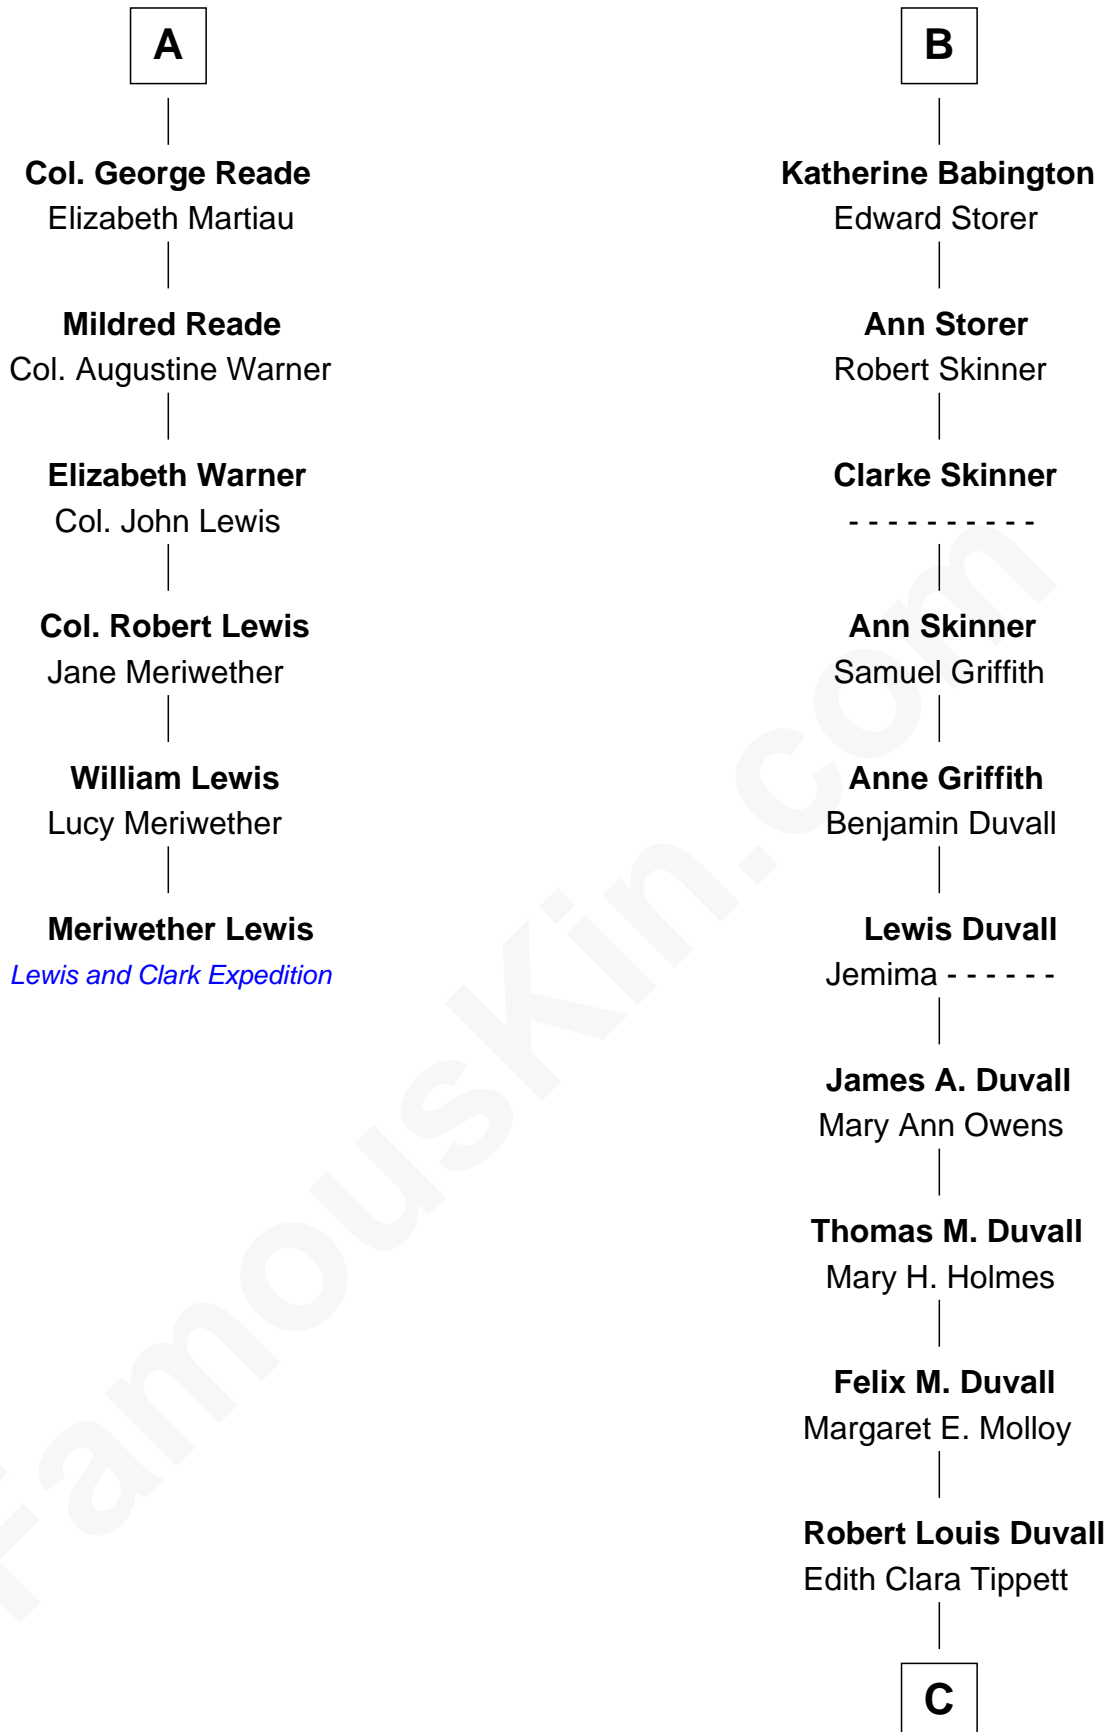 A
Col. George Reade
Elizabeth Martiau
Mildred Reade
Col. Augustine Warner
Elizabeth Warner
Col. John Lewis
Col. Robert Lewis
Jane Meriwether
William Lewis
Lucy Meriwether
Meriwether Lewis
Lewis and Clark Expedition
B
Katherine Babington
Edward Storer
Ann Storer
Robert Skinner
Clarke Skinner
- - - - - - - - - -
Ann Skinner
Samuel Griffith
Anne Griffith
Benjamin Duvall
Lewis Duvall
Jemima - - - - - -
James A. Duvall
Mary Ann Owens
Thomas M. Duvall
Mary H. Holmes
Felix M. Duvall
Margaret E. Molloy
Robert Louis Duvall
Edith Clara Tippett
C
FamousKin.com